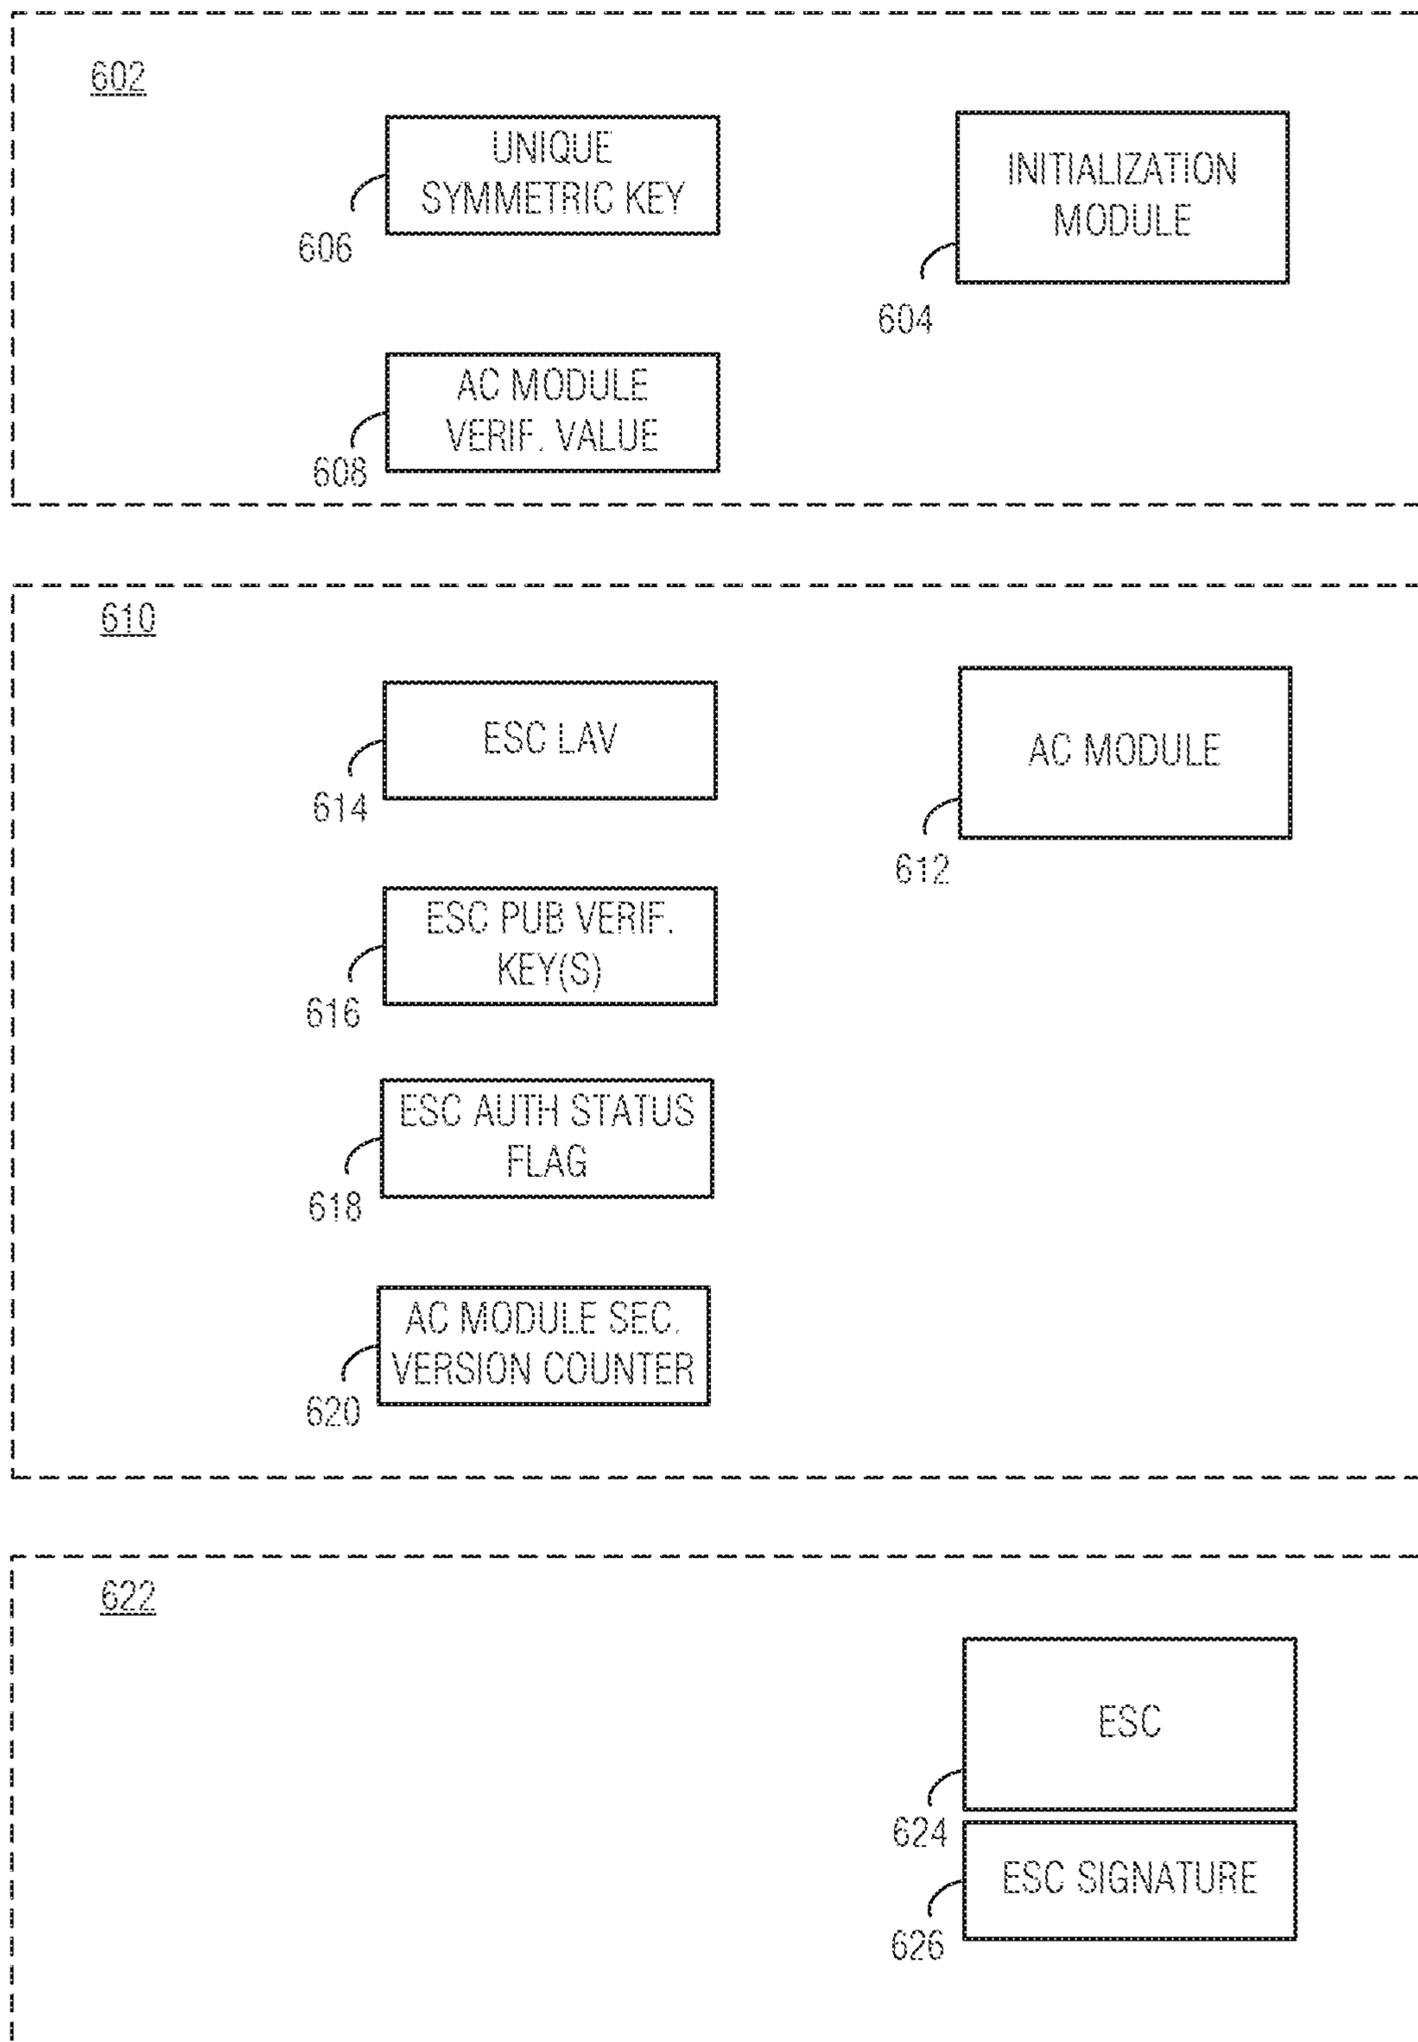 602
UNIQUE
SYMMETRIC KEY
606
INITIALIZATION
MODULE
604
AC MODULE
VERIF. VALUE
608
610
ESC LAV
614
AC MODULE
612
ESC PUB VERIF.
KEY(S)
616
ESC AUTH STATUS
FLAG
618
AC MODULE SEC.
VERSION COUNTER
620
622
ESC
624
ESC SIGNATURE
626